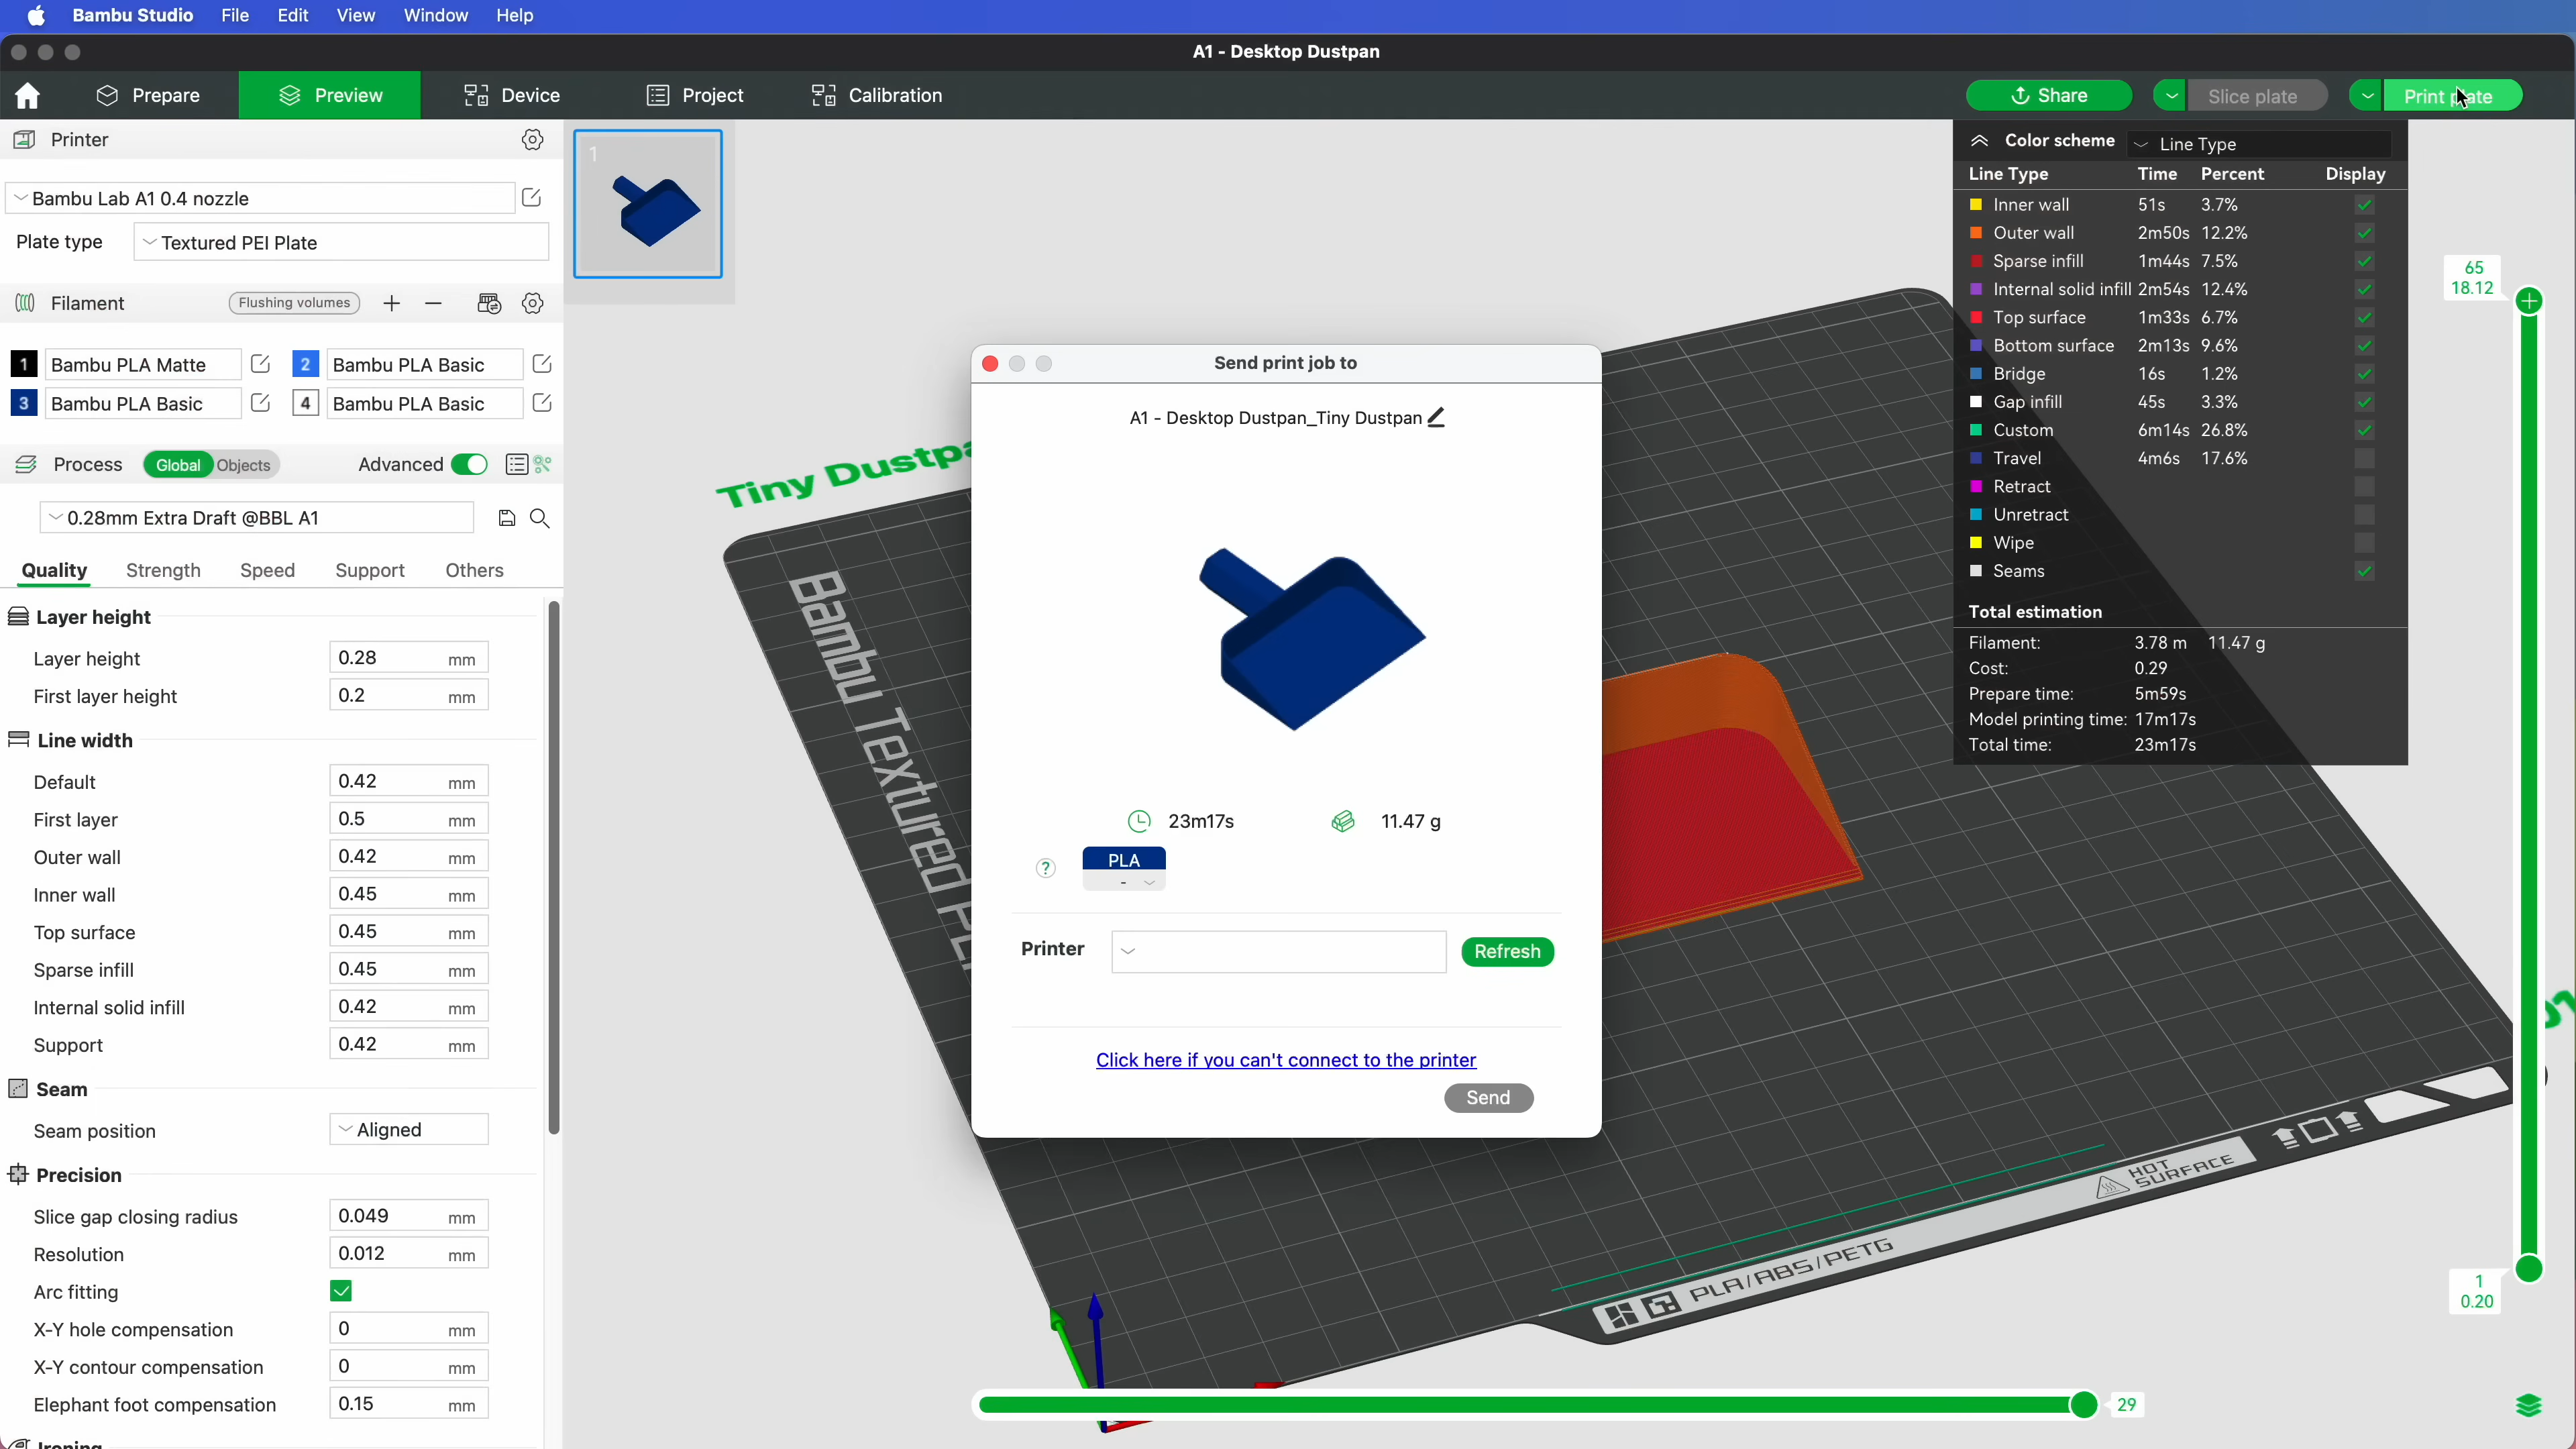 Bambu Studio File Edit View Window Help
A1 - Desktop Dustpan
Prepare Preview Device Project Calibration Share Slice plate Print plate
Printer
Bambu Lab A1 0.4 nozzle
Plate type Textured PEI Plate
Filament Flushing volumes
1 Bambu PLA Matte 2 Bambu PLA Basic
3 Bambu PLA Basic 4 Bambu PLA Basic
Process Global Objects Advanced
0.28mm Extra Draft @BBL A1
Quality Strength Speed Support Others
Layer height
Layer height 0.28 mm
First layer height 0.2 mm
Line width
Default 0.42 mm
First layer 0.5 mm
Outer wall 0.42 mm
Inner wall 0.45 mm
Top surface 0.45 mm
Sparse infill 0.45 mm
Internal solid infill 0.42 mm
Support 0.42 mm
Seam
Seam position Aligned
Precision
Slice gap closing radius 0.049 mm
Resolution 0.012 mm
Arc fitting
X-Y hole compensation 0 mm
X-Y contour compensation 0 mm
Elephant foot compensation 0.15 mm
Ironing
1
Tiny Dustpa
Bambu Textured P
Send print job to
A1 - Desktop Dustpan_Tiny Dustpan
23m17s 11.47 g
? PLA
-
Printer Refresh
Click here if you can't connect to the printer
Send
Color scheme Line Type
Line Type Time Percent Display
Inner wall 51s 3.7%
Outer wall 2m50s 12.2%
Sparse infill 1m44s 7.5%
Internal solid infill 2m54s 12.4%
Top surface 1m33s 6.7%
Bottom surface 2m13s 9.6%
Bridge 16s 1.2%
Gap infill 45s 3.3%
Custom 6m14s 26.8%
Travel 4m6s 17.6%
Retract
Unretract
Wipe
Seams
Total estimation
Filament: 3.78 m 11.47 g
Cost: 0.29
Prepare time: 5m59s
Model printing time: 17m17s
Total time: 23m17s
65
18.12
1
0.20
HOT
SURFACE
PLA/ABS/PETG
29